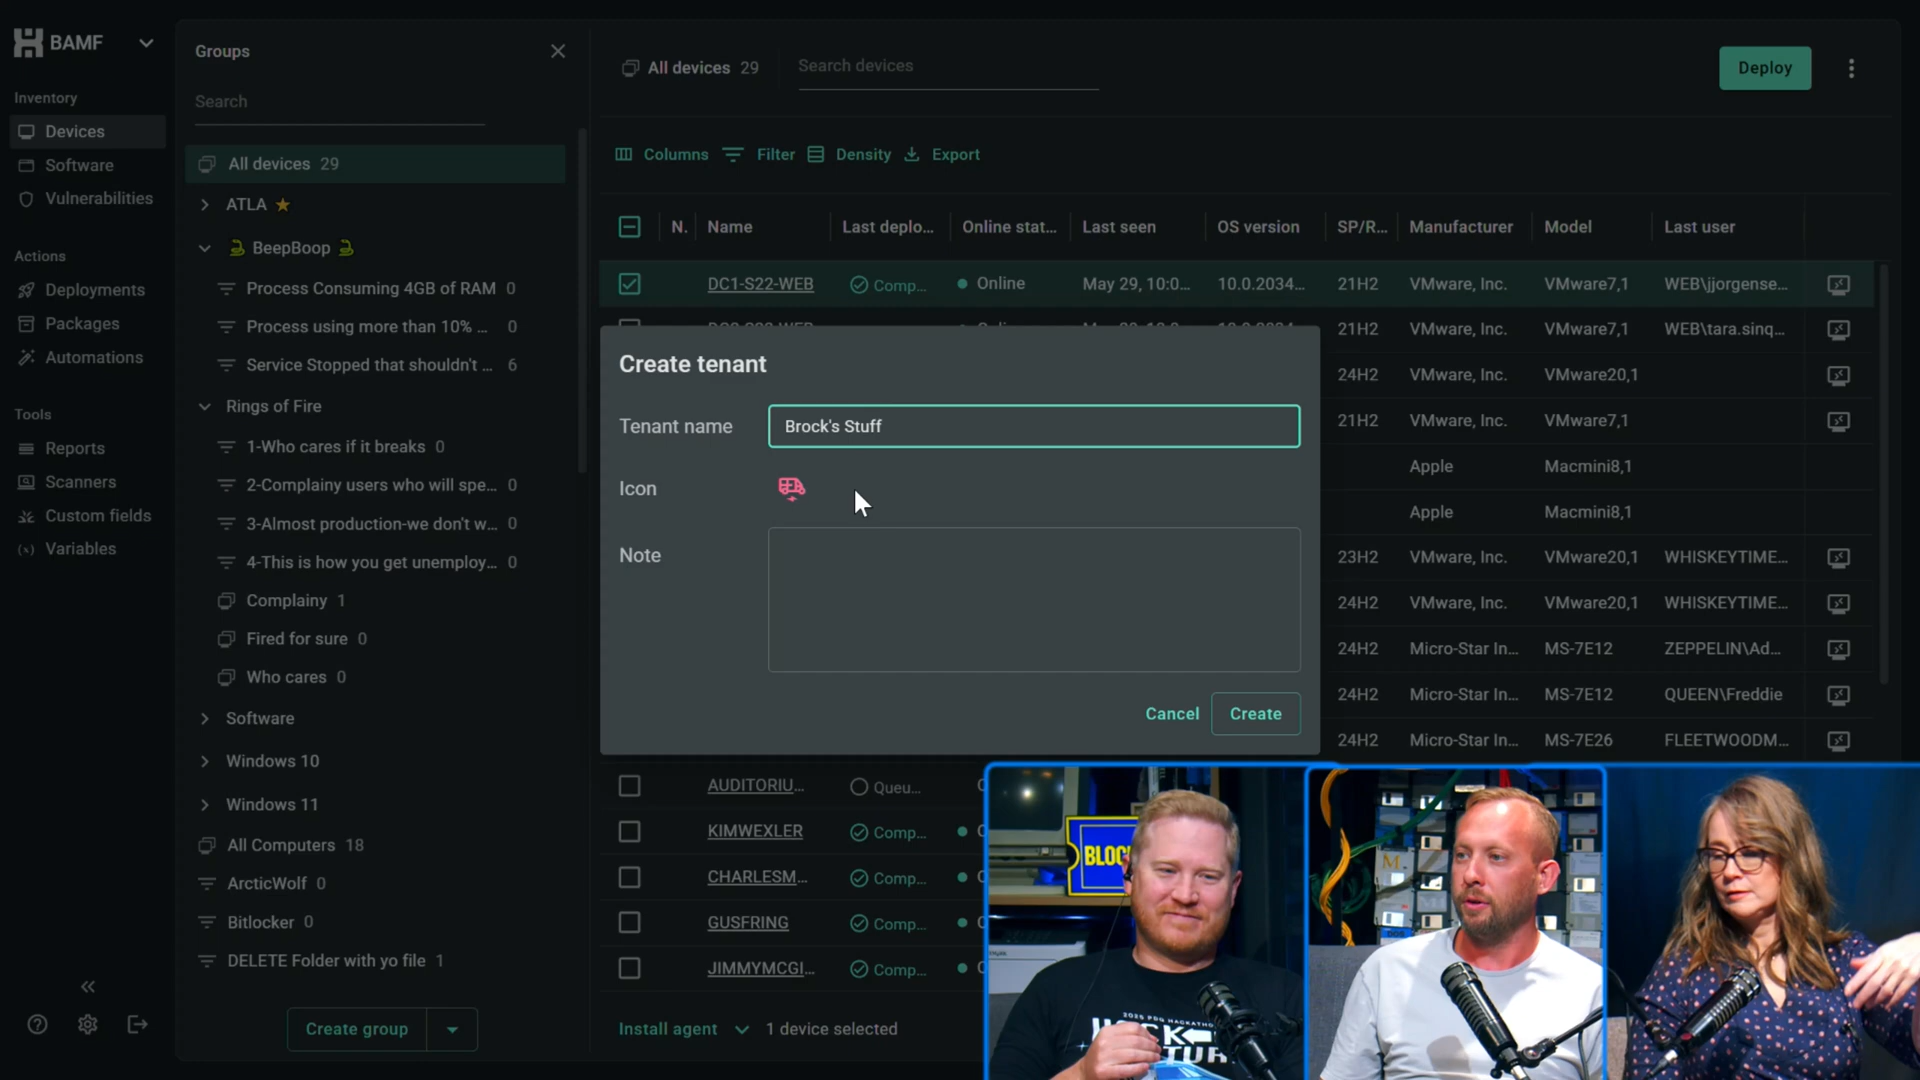 BAMF
Inventory
Devices
Software
Vulnerabilities
Actions
Deployments
Packages
Automations
Tools
Reports
Scanners
Custom fields
Variables
Groups
Search
All devices 29
ATLA
BeepBoop
Process Consuming 4GB of RAM 0
Process using more than 10% ... 0
Service Stopped that shouldn't ... 6
Rings of Fire
1-Who cares if it breaks 0
2-Complainy users who will spe... 0
3-Almost production-we don't w... 0
4-This is how you get unemploy... 0
Complainy 1
Fired for sure 0
Who cares 0
Software
Windows 10
Windows 11
All Computers 18
ArcticWolf 0
Bitlocker 0
DELETE Folder with yo file 1
Create group
All devices 29
Search devices
Deploy
Columns Filter Density Export
N. Name Last deplo... Online stat... Last seen OS version SP/R... Manufacturer Model Last user
DC1-S22-WEB Comp... Online May 29, 10:0... 10.0.2034... 21H2 VMware, Inc. VMware7,1 WEB\jjorgense...
21H2 VMware, Inc. VMware7,1 WEB\tara.sinq...
24H2 VMware, Inc. VMware20,1
21H2 VMware, Inc. VMware7,1
Apple Macmini8,1
Apple Macmini8,1
23H2 VMware, Inc. VMware20,1 WHISKEYTIME...
24H2 VMware, Inc. VMware20,1 WHISKEYTIME...
24H2 Micro-Star In... MS-7E12 ZEPPELIN\Ad...
24H2 Micro-Star In... MS-7E12 QUEEN\Freddie
24H2 Micro-Star In... MS-7E26 FLEETWOODM...
Create tenant
Tenant name Brock's Stuff
Icon
Note
Cancel Create
AUDITORIU... Queu...
KIMWEXLER Comp...
CHARLESM... Comp...
GUSFRING Comp...
JIMMYMCGI... Comp...
Install agent 1 device selected
BLOC
2025 PDQ HACKATHO